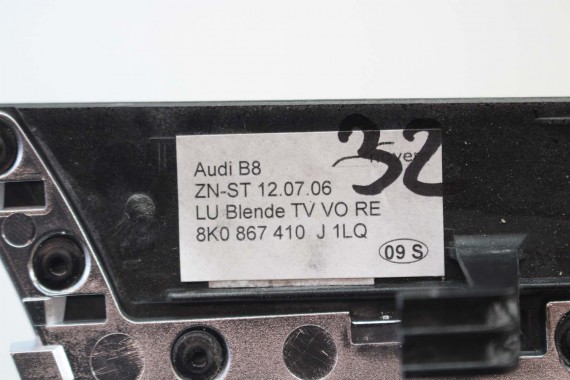 32
Audi B8
ZN-ST 12.07.06
LU Blende TV VO RE
8K0 867 410 J 1LQ
09 S